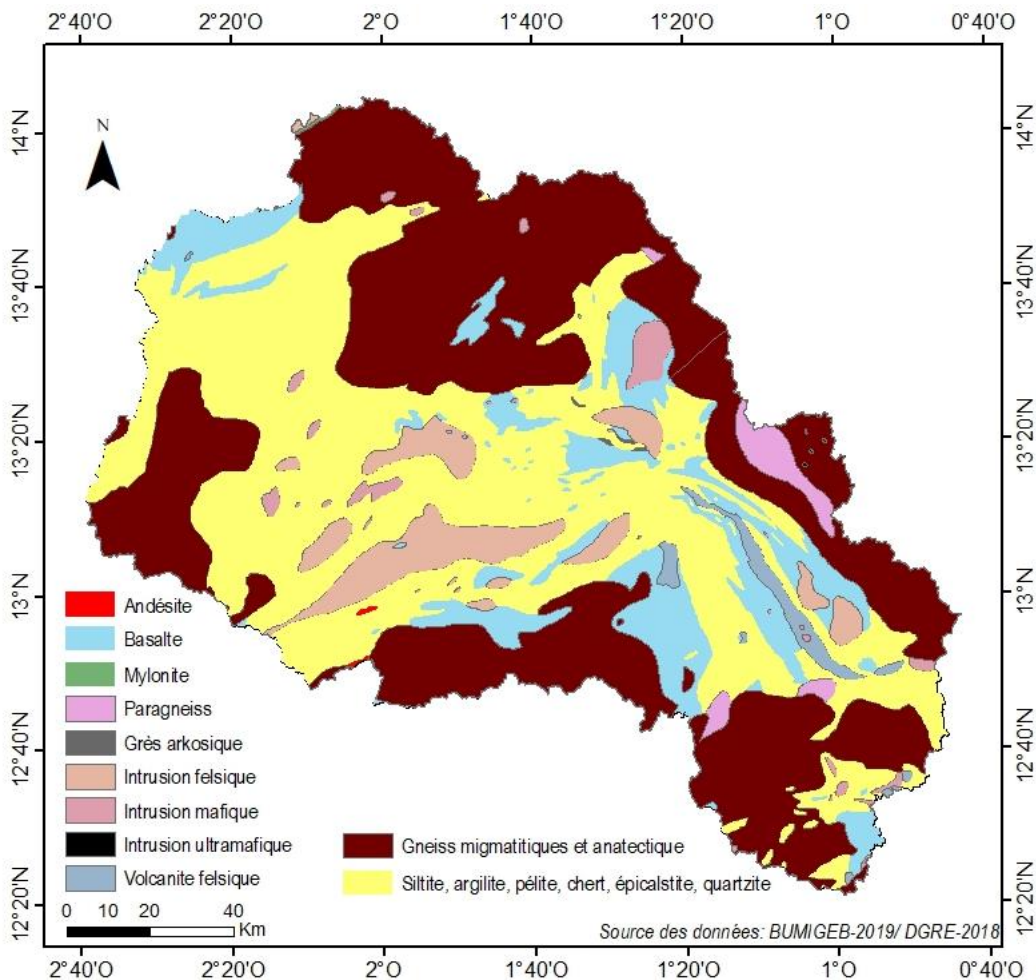 2°40'O 2°20'O 2°0'O 1°40'O 1°20'O 1°0'O 0°40'O
14°N 14°N
N
13°40'N 13°40'N
13°20'N 13°20'N
13°N 13°N
Andésite
Basalte
Mylonite
Paragneiss
12°40'N 12°40'N
Grès arkosique
Intrusion felsique
Intrusion mafique
Intrusion ultramafique Gneiss migmatitiques et anatectique
Volcanite felsique Siltite, argilite, pélite, chert, épicalstite, quartzite
12°20'N 12°20'N
0 10 20 40
Km
Source des données: BUMIGEB-2019/ DGRE-2018
2°40'O 2°20'O 2°0'O 1°40'O 1°20'O 1°0'O 0°40'O